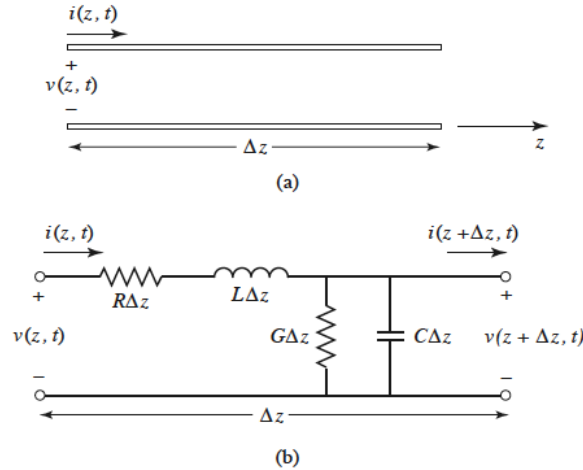 i(z, t)
+
v(z, t)
−
Δz
z
(a)
i(z, t)
i(z + Δz, t)
+
RΔz
LΔz
+
v(z, t)
GΔz
CΔz
v(z + Δz, t)
−
−
Δz
(b)